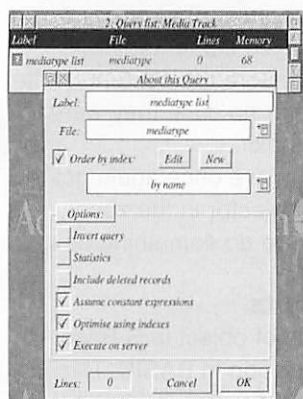 2. Query list: Media Track
Label File Lines Memory
mediatype list mediatype 0 68
About this Query
Label: mediatype list
File: mediatype
Order by index: Edit New
by name
Options:
Invert query
Statistics
Include deleted records
Assume constant expressions
Optimise using indexes
Execute on server
Lines: 0 Cancel OK